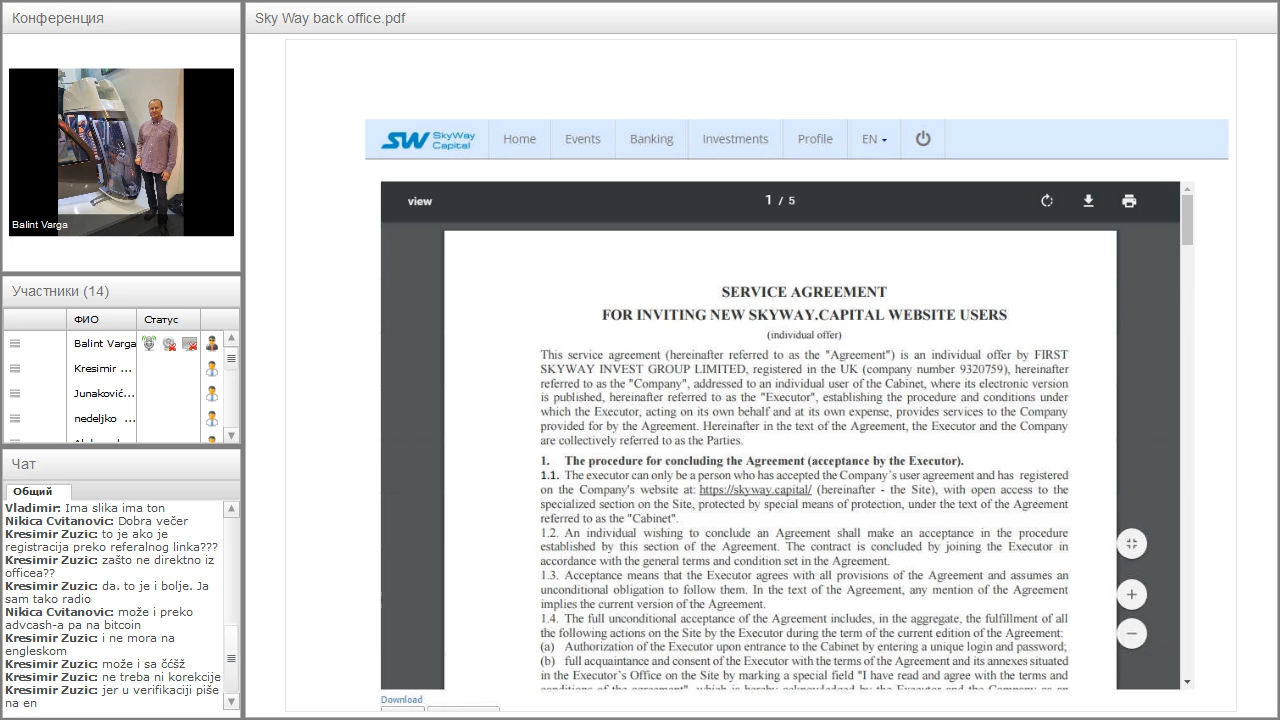 Конференция
Balint Varga
Участники (14)
ФИО Статус
Balint Varga
Kresimir ...
Junaković...
nedeljko ...
Чат
Общий
Vladimir: Ima slika ima ton
Nikica Cvitanovic: Dobra večer
Kresimir Zuzic: to je ako je
registracija preko referalnog linka???
Kresimir Zuzic: zašto ne direktno iz
officea??
Kresimir Zuzic: da. to je i bolje. Ja
sam tako radio
Nikica Cvitanovic: može i preko
advcash-a pa na bitcoin
Kresimir Zuzic: i ne mora na
engleskom
Kresimir Zuzic: može i sa čćšž
Kresimir Zuzic: ne treba ni korekcije
Kresimir Zuzic: jer u verifikaciji piše
na en
Sky Way back office.pdf
SW SkyWay Capital Home Events Banking Investments Profile EN
view 1 / 5
SERVICE AGREEMENT
FOR INVITING NEW SKYWAY.CAPITAL WEBSITE USERS
(individual offer)
This service agreement (hereinafter referred to as the "Agreement") is an individual offer by FIRST
SKYWAY INVEST GROUP LIMITED, registered in the UK (company number 9320759), hereinafter
referred to as the "Company", addressed to an individual user of the Cabinet, where its electronic version
is published, hereinafter referred to as the "Executor", establishing the procedure and conditions under
which the Executor, acting on its own behalf and at its own expense, provides services to the Company
provided for by the Agreement. Hereinafter in the text of the Agreement, the Executor and the Company
are collectively referred to as the Parties.
1. The procedure for concluding the Agreement (acceptance by the Executor).
1.1. The executor can only be a person who has accepted the Company's user agreement and has registered
on the Company's website at: https://skyway.capital/ (hereinafter - the Site), with open access to the
specialized section on the Site, protected by special means of protection, under the text of the Agreement
referred to as the "Cabinet".
1.2. An individual wishing to conclude an Agreement shall make an acceptance in the procedure
established by this section of the Agreement. The contract is concluded by joining the Executor in
accordance with the general terms and condition set in the Agreement.
1.3. Acceptance means that the Executor agrees with all provisions of the Agreement and assumes an
unconditional obligation to follow them. In the text of the Agreement, any mention of the Agreement
implies the current version of the Agreement.
1.4. The full unconditional acceptance of the Agreement includes, in the aggregate, the fulfillment of all
the following actions on the Site by the Executor during the term of the current edition of the Agreement:
(a) Authorization of the Executor upon entrance to the Cabinet by entering a unique login and password;
(b) full acquaintance and consent of the Executor with the terms of the Agreement and its annexes situated
in the Executor's Office on the Site by marking a special field "I have read and agree with the terms and
Download